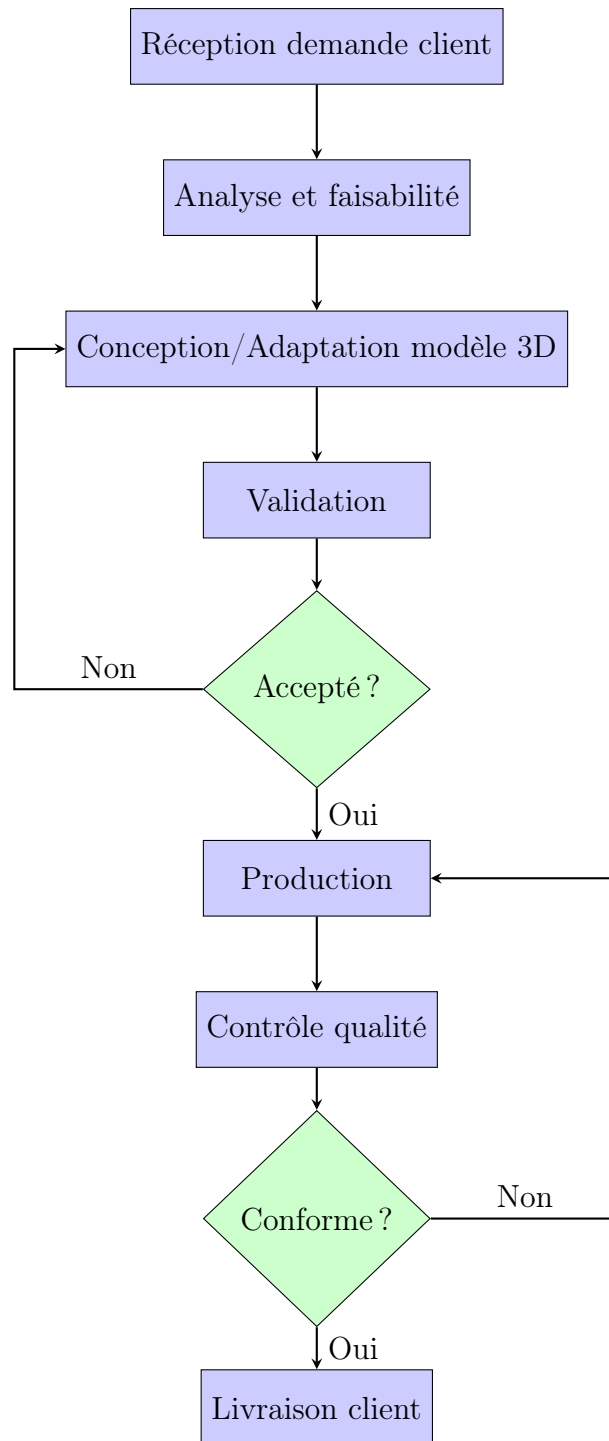 Réception demande client
Analyse et faisabilité
Conception/Adaptation modèle 3D
Validation
Non
Accepté ?
Oui
Production
Contrôle qualité
Conforme ?
Non
Oui
Livraison client